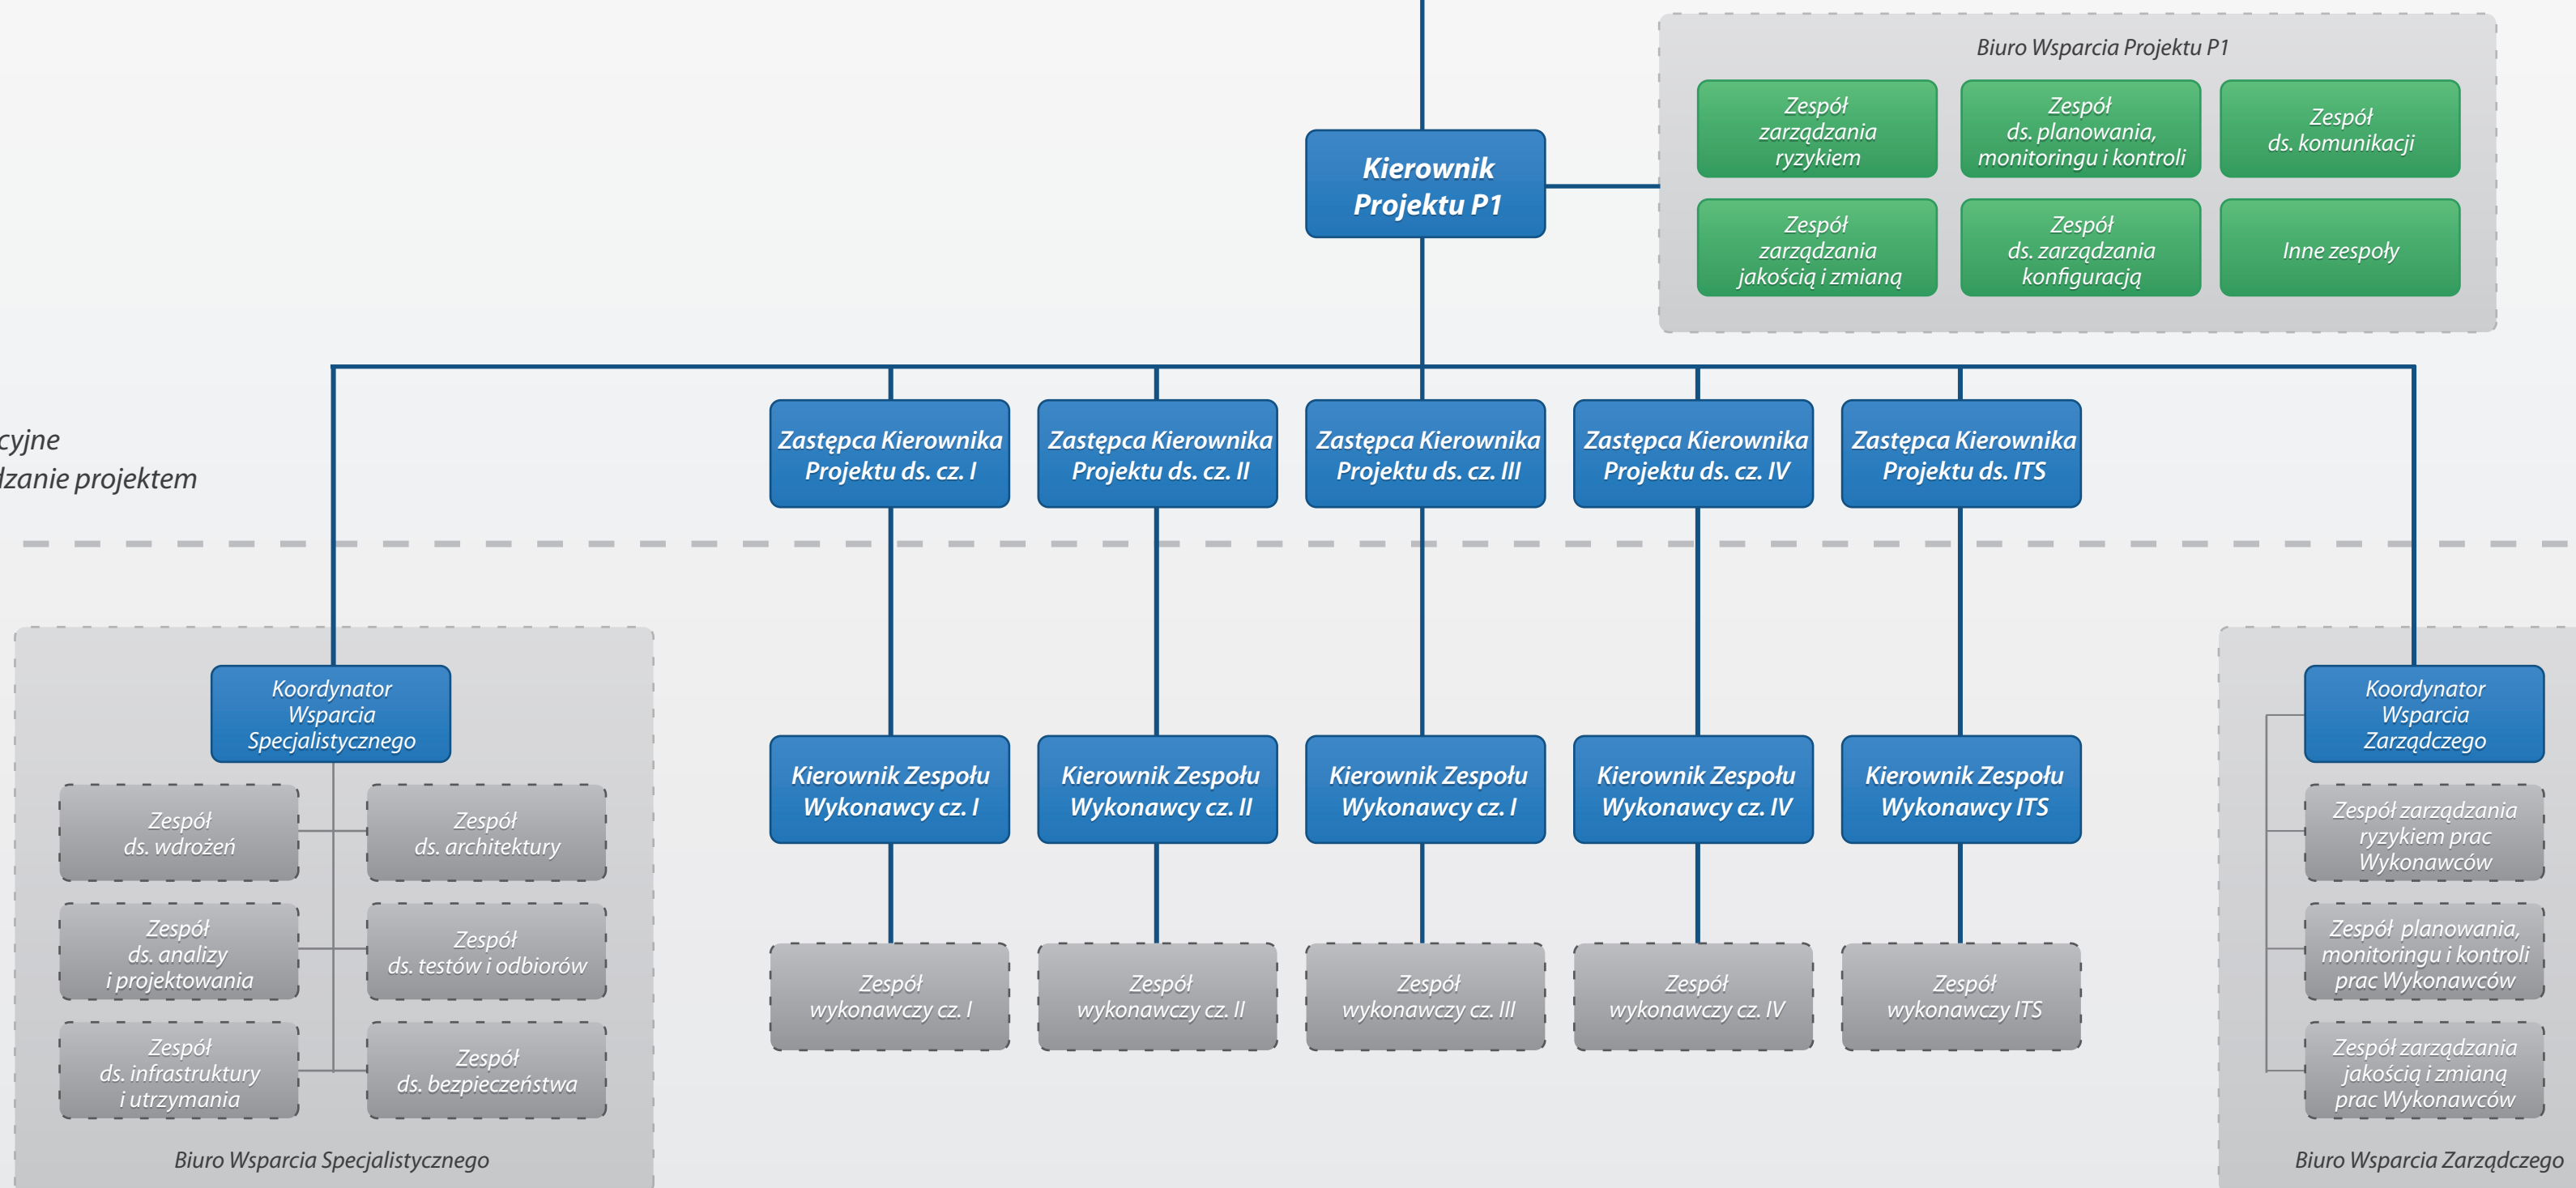 Biuro Wsparcia Projektu P1
Zespół
zarządzania
ryzykiem
Zespół
ds. planowania,
monitoringu i kontroli
Zespół
ds. komunikacji
Kierownik
Projektu P1
Zespół
zarządzania
jakością i zmianą
Zespół
ds. zarządzania
konfiguracją
Inne zespoły
cyjne
dzanie projektem
Zastępca Kierownika
Projektu ds. cz. I
Zastępca Kierownika
Projektu ds. cz. II
Zastępca Kierownika
Projektu ds. cz. III
Zastępca Kierownika
Projektu ds. cz. IV
Zastępca Kierownika
Projektu ds. ITS
Koordynator
Wsparcia
Specjalistycznego
Zespół
ds. wdrożeń
Zespół
ds. architektury
Zespół
ds. analizy
i projektowania
Zespół
ds. testów i odbiorów
Zespół
ds. infrastruktury
i utrzymania
Zespół
ds. bezpieczeństwa
Biuro Wsparcia Specjalistycznego
Kierownik Zespołu
Wykonawcy cz. I
Kierownik Zespołu
Wykonawcy cz. II
Kierownik Zespołu
Wykonawcy cz. I
Kierownik Zespołu
Wykonawcy cz. IV
Kierownik Zespołu
Wykonawcy ITS
Zespół
wykonawczy cz. I
Zespół
wykonawczy cz. II
Zespół
wykonawczy cz. III
Zespół
wykonawczy cz. IV
Zespół
wykonawczy ITS
Koordynator
Wsparcia
Zarządczego
Zespół zarządzania
ryzykiem prac
Wykonawców
Zespół planowania,
monitoringu i kontroli
prac Wykonawców
Zespół zarządzania
jakością i zmianą
prac Wykonawców
Biuro Wsparcia Zarządczego